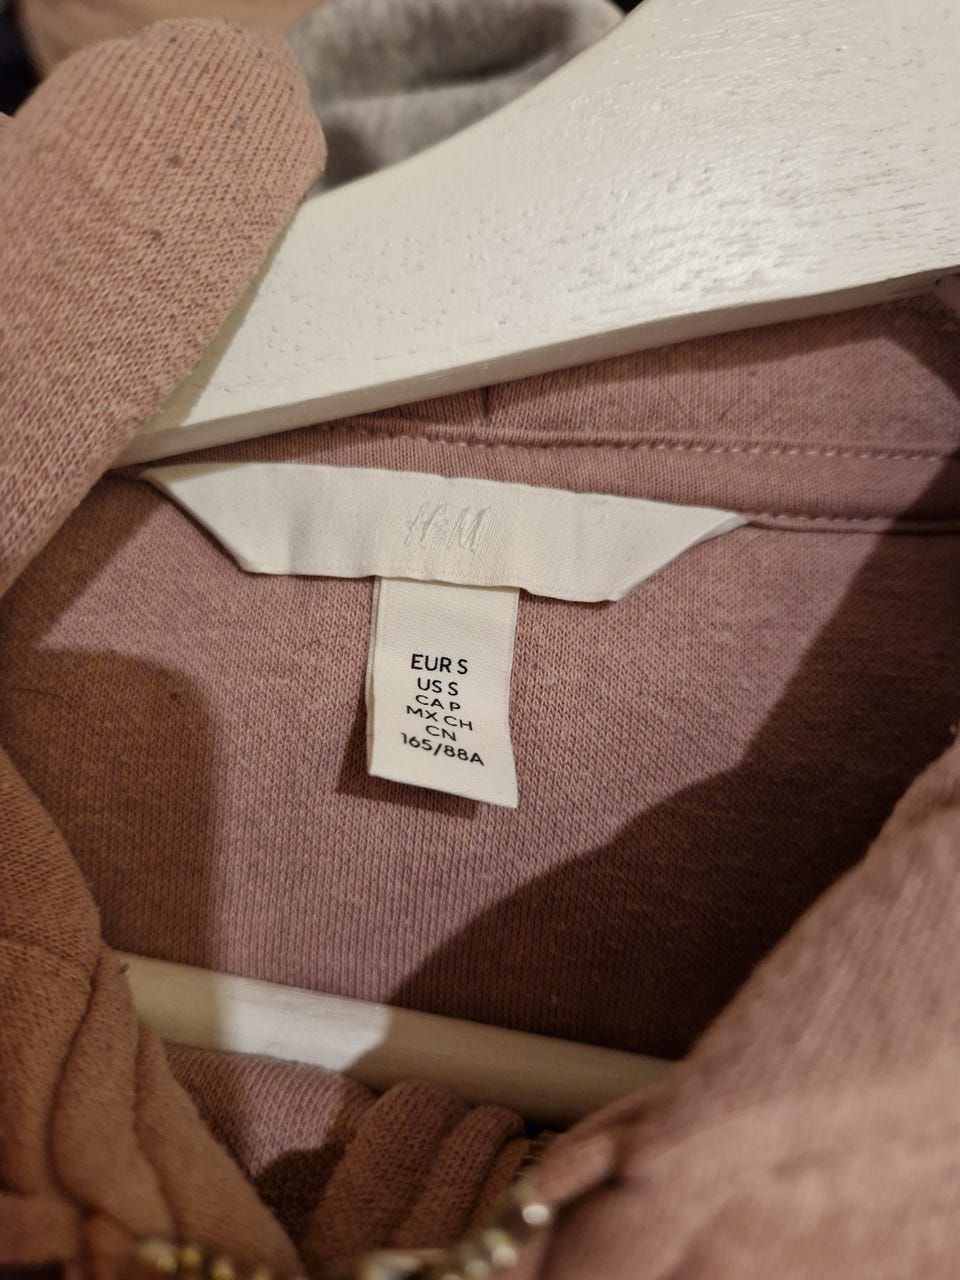 H&M
EUR S
US S
CA P
MX CH
CN
165/88A